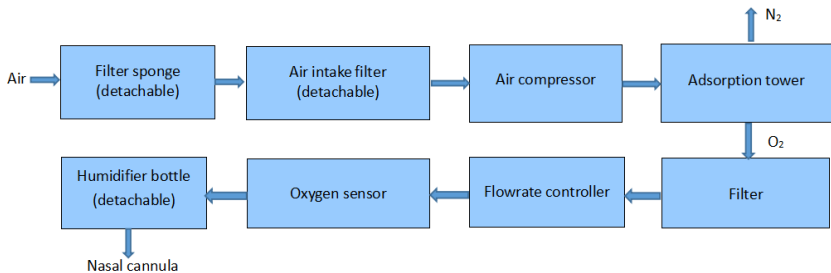 N₂
Air
Filter sponge
(detachable)
Air intake filter
(detachable)
Air compressor
Adsorption tower
O₂
Humidifier bottle
(detachable)
Oxygen sensor
Flowrate controller
Filter
Nasal cannula